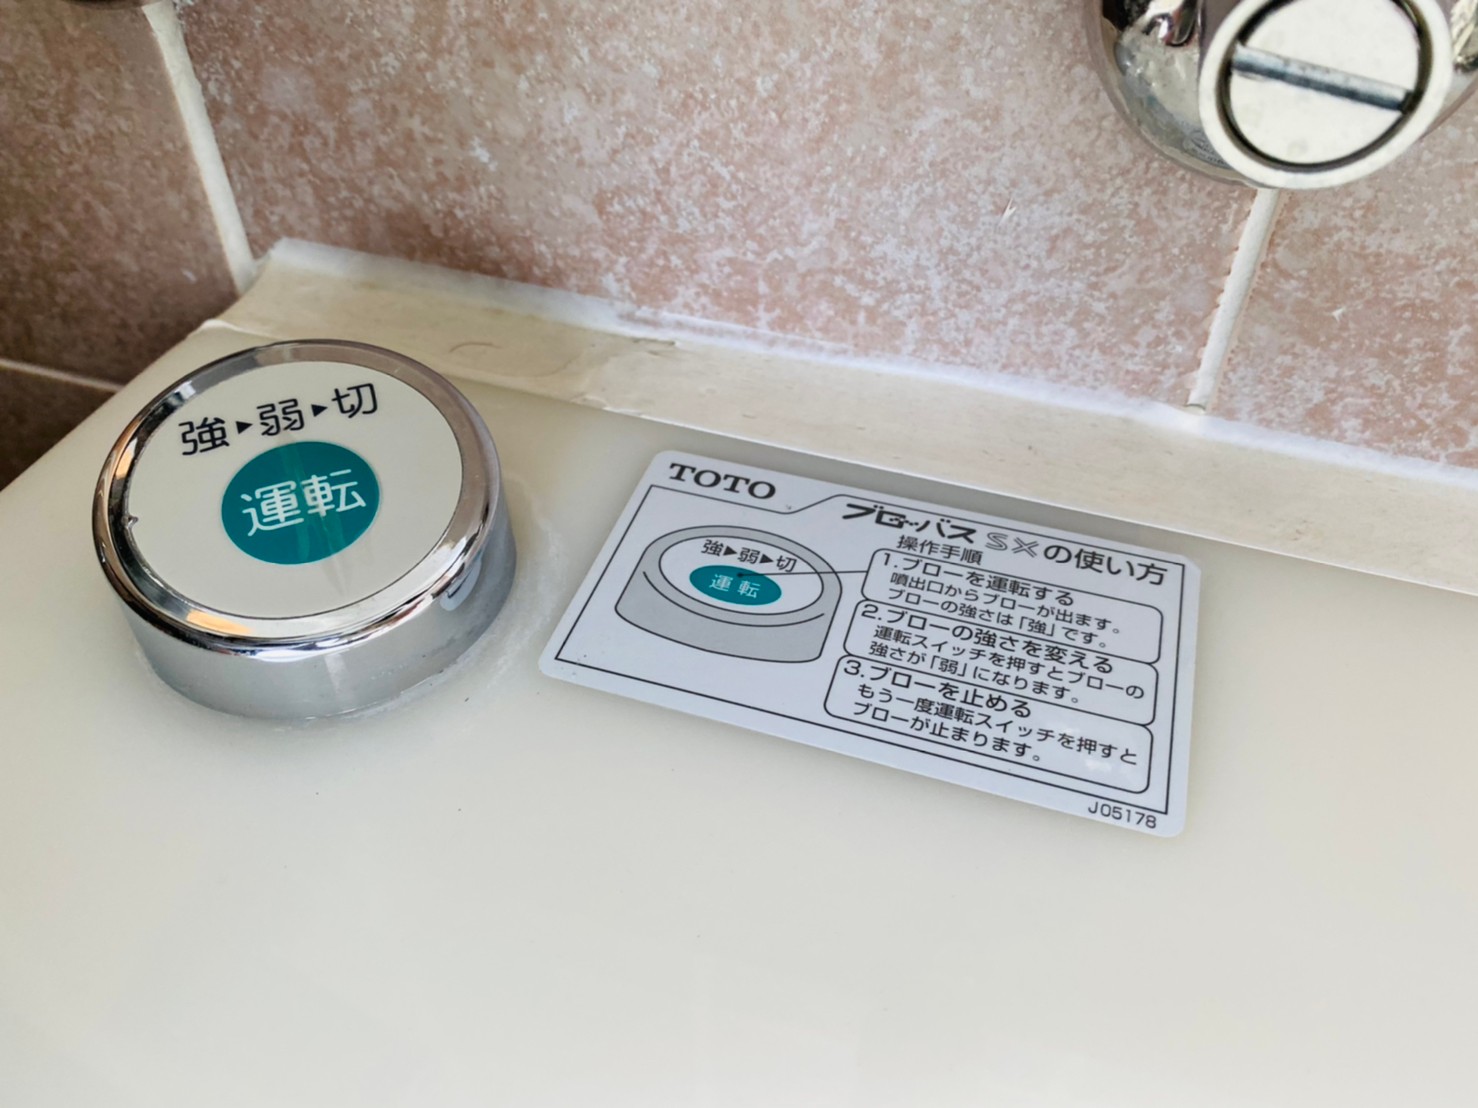 強▶弱▶切
運転
TOTO
ブローバス SXの使い方
強▶弱▶切
運転
操作手順
1.ブローを運転する
噴出口からブローが出ます。
ブローの強さは「強」です。
2.ブローの強さを変える
運転スイッチを押すとブローの
強さが「弱」になります。
3.ブローを止める
もう一度運転スイッチを押すと
ブローが止まります。
J05178